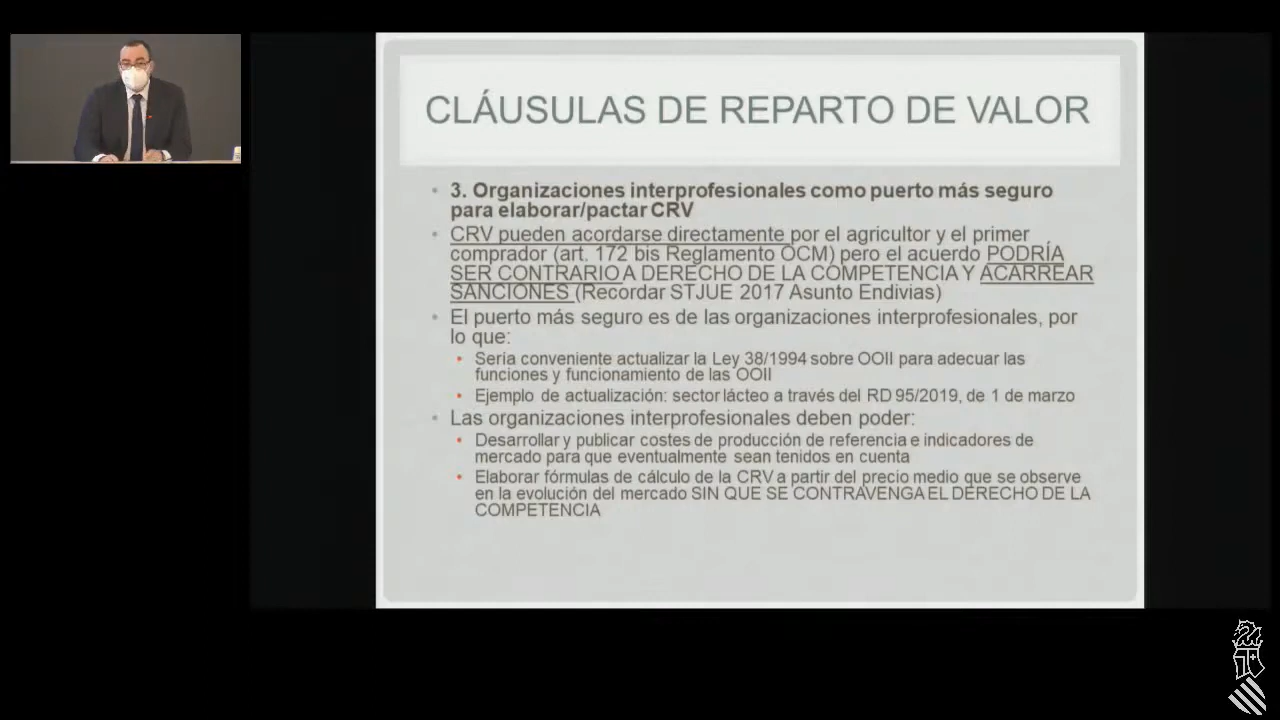 CLÁUSULAS DE REPARTO DE VALOR
• 3. Organizaciones interprofesionales como puerto más seguro
para elaborar/pactar CRV
• CRV pueden acordarse directamente por el agricultor y el primer
comprador (art. 172 bis Reglamento OCM) pero el acuerdo PODRÍA
SER CONTRARIO A DERECHO DE LA COMPETENCIA Y ACARREAR
SANCIONES (Recordar STJUE 2017 Asunto Endivias)
• El puerto más seguro es de las organizaciones interprofesionales, por
lo que:
• Sería conveniente actualizar la Ley 38/1994 sobre OOII para adecuar las
funciones y funcionamiento de las OOII
• Ejemplo de actualización: sector lácteo a través del RD 95/2019, de 1 de marzo
• Las organizaciones interprofesionales deben poder:
• Desarrollar y publicar costes de producción de referencia e indicadores de
mercado para que eventualmente sean tenidos en cuenta
• Elaborar fórmulas de cálculo de la CRV a partir del precio medio que se observe
en la evolución del mercado SIN QUE SE CONTRAVENGA EL DERECHO DE LA
COMPETENCIA